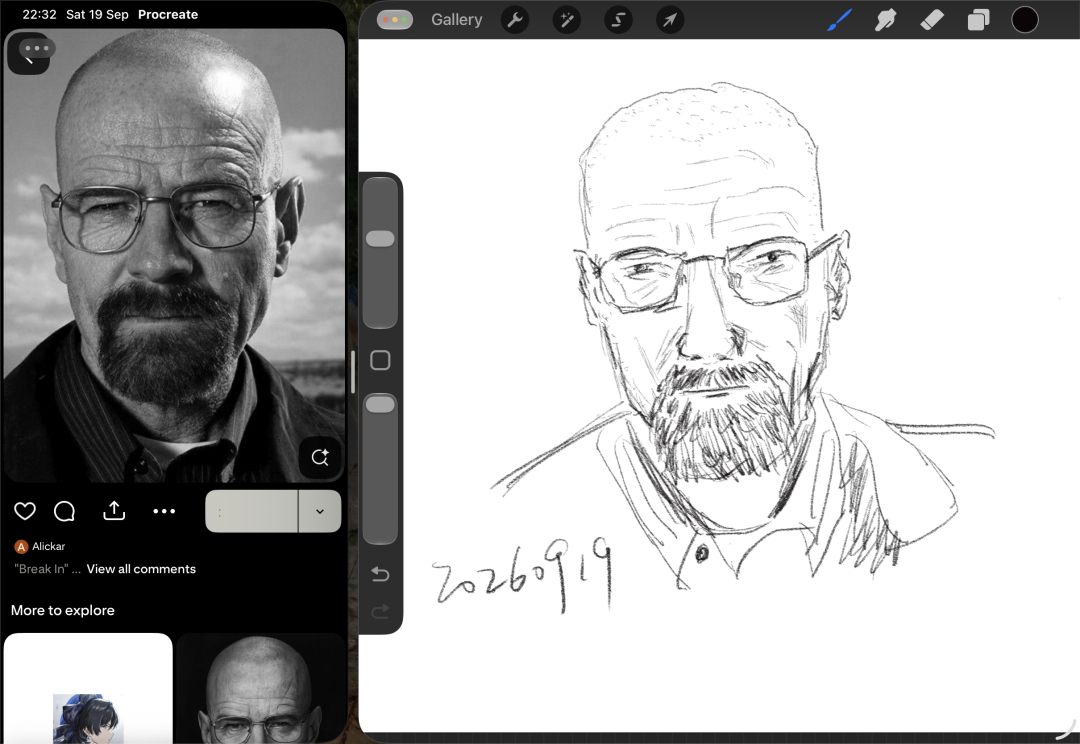 22:32 Sat 19 Sep Procreate
Gallery
A Alickar
"Break In" ... View all comments
More to explore
20260919